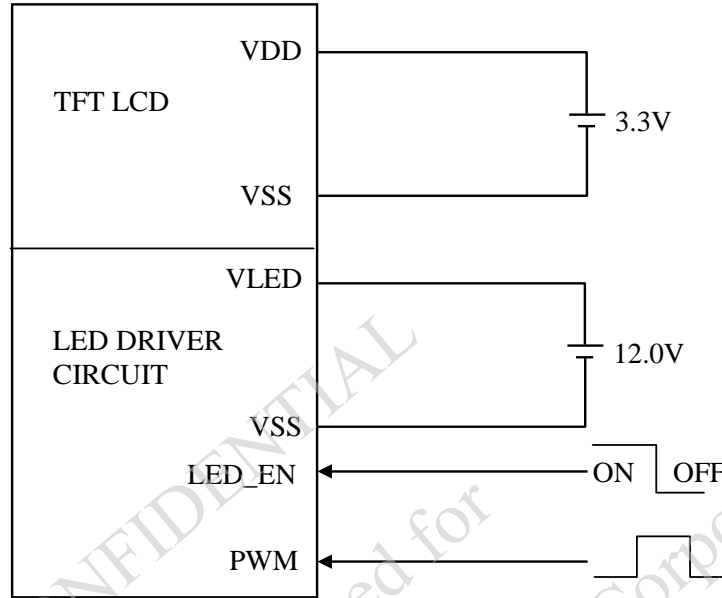 VDD
TFT LCD
3.3V
VSS
VLED
LED DRIVER
CIRCUIT
12.0V
VSS
LED_EN
ON OFF
PWM